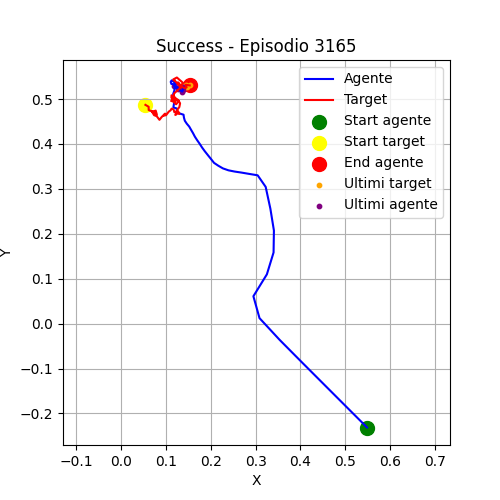 Success - Episodio 3165
Agente
Target
Start agente
Start target
End agente
Ultimi target
Ultimi agente
0.5
0.4
0.3
0.2
0.1
0.0
−0.1
−0.2
Y
−0.1 0.0 0.1 0.2 0.3 0.4 0.5 0.6 0.7
X